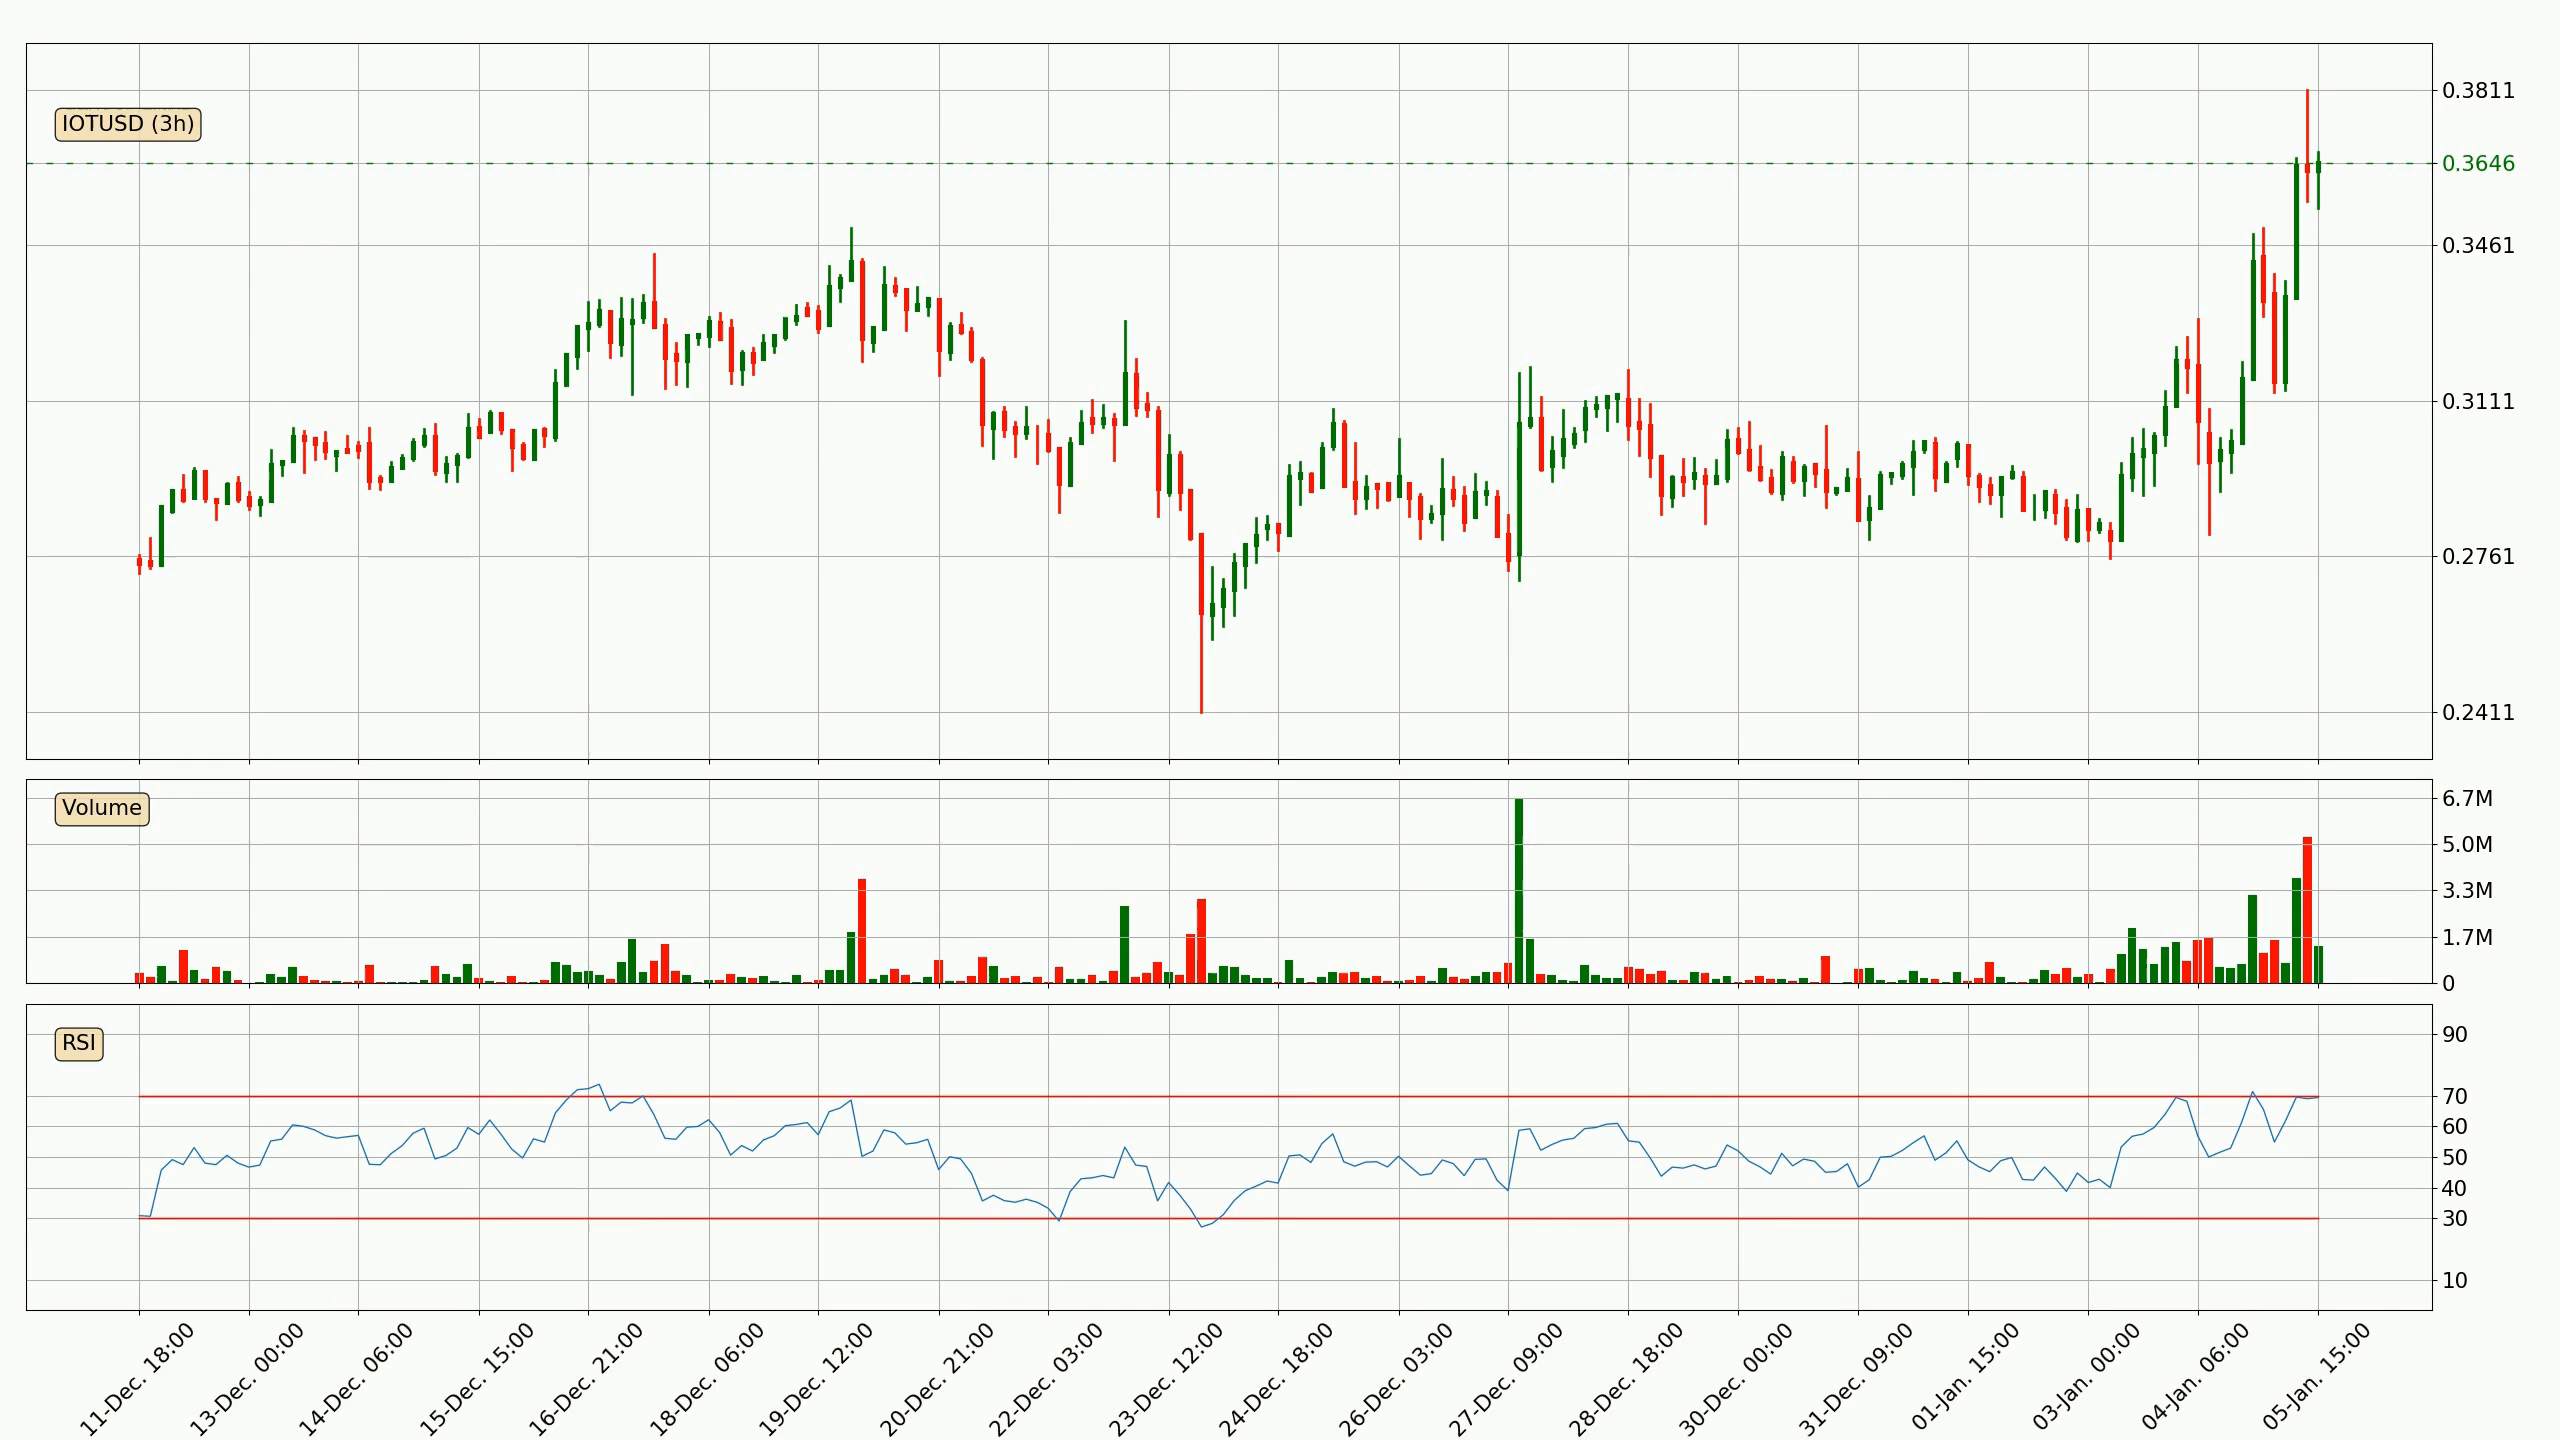 IOTUSD (3h)
0.3811
0.3646
0.3461
0.3111
0.2761
0.2411
Volume
6.7M
5.0M
3.3M
1.7M
0
RSI
90
70
60
50
40
30
10
11-Dec. 18:00
13-Dec. 00:00
14-Dec. 06:00
15-Dec. 15:00
16-Dec. 21:00
18-Dec. 06:00
19-Dec. 12:00
20-Dec. 21:00
22-Dec. 03:00
23-Dec. 12:00
24-Dec. 18:00
26-Dec. 03:00
27-Dec. 09:00
28-Dec. 18:00
30-Dec. 00:00
31-Dec. 09:00
01-Jan. 15:00
03-Jan. 00:00
04-Jan. 06:00
05-Jan. 15:00